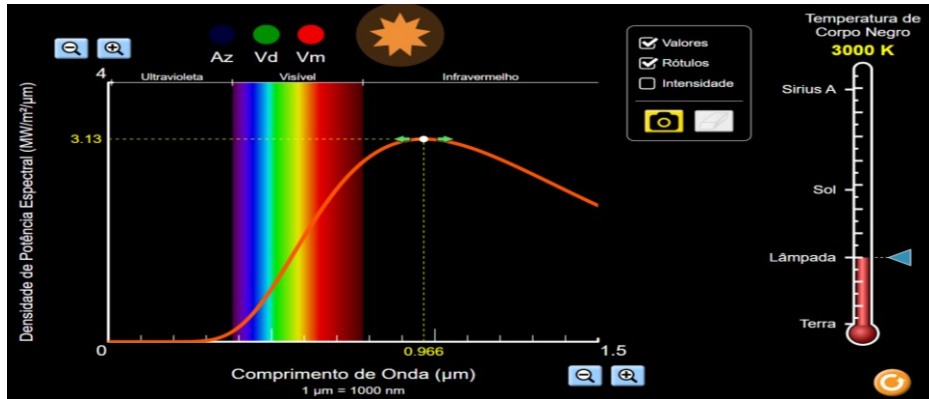 Temperatura de
Corpo Negro
3000 K
Az Vd Vm
Valores
Rótulos
Intensidade
4
Ultravioleta Visível Infravermelho
Densidade de Potência Espectral (MW/m²/μm)
3.13
Sirius A
Sol
Lâmpada
Terra
0 0.966 1.5
Comprimento de Onda (μm)
1 μm = 1000 nm